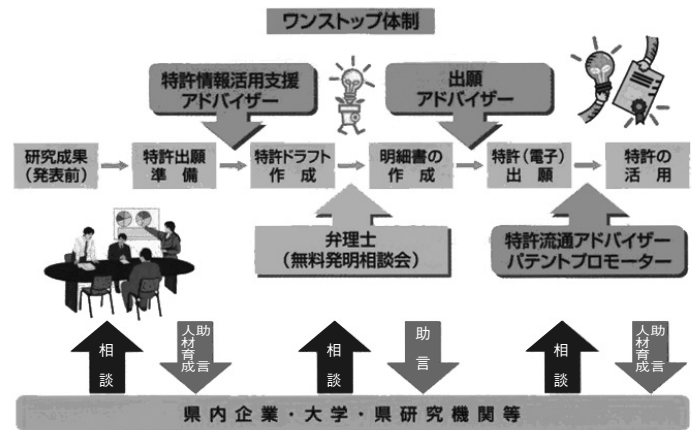 ワンストップ体制
特許情報活用支援
アドバイザー
出願
アドバイザー
研究成果
(発表前)
特許出願
準備
特許ドラフト
作成
明細書の
作成
特許(電子)
出願
特許の
活用
弁理士
(無料発明相談会)
特許流通アドバイザー
パテントプロモーター
相談
助言
人材育成
相談
助言
相談
助言
人材育成
県内企業・大学・県研究機関等